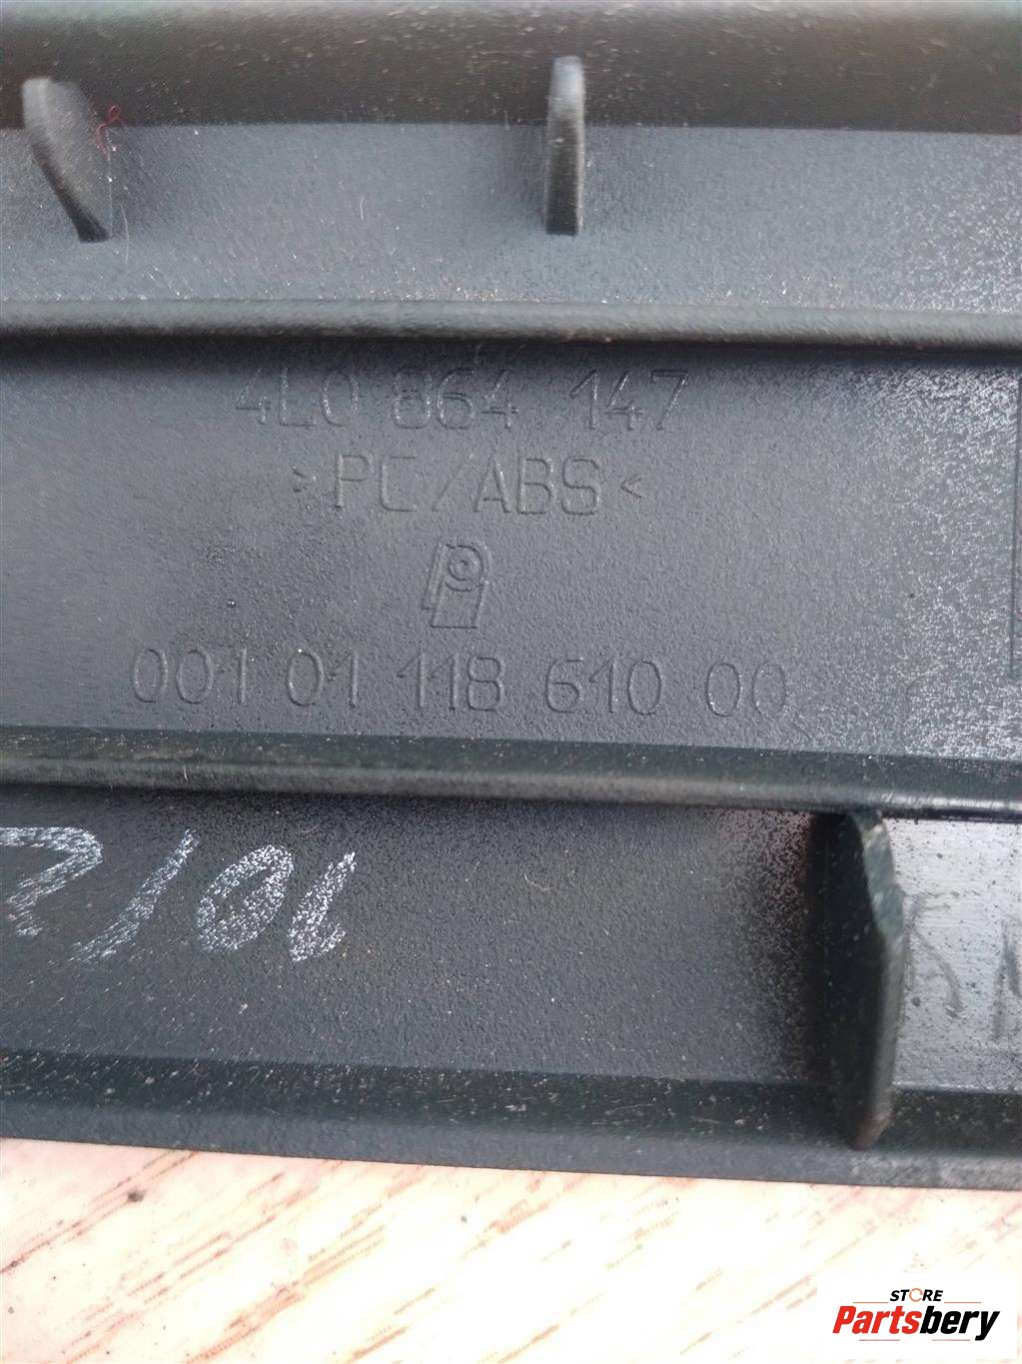 4L0 864 147
>PC/ABS<
001 01 118 610 00
STORE
Partsbery